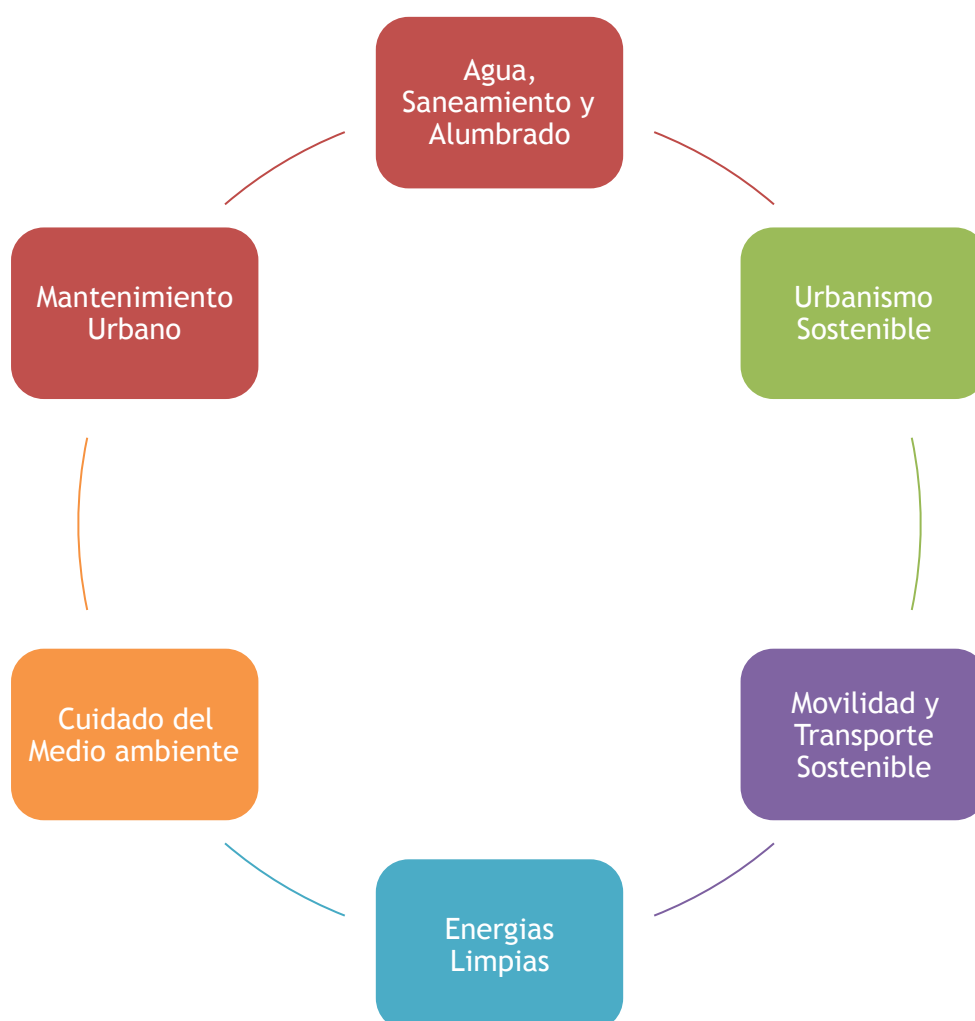 Agua,
Saneamiento y
Alumbrado
Urbanismo
Sostenible
Movilidad y
Transporte
Sostenible
Energias
Limpias
Cuidado del
Medio ambiente
Mantenimiento
Urbano